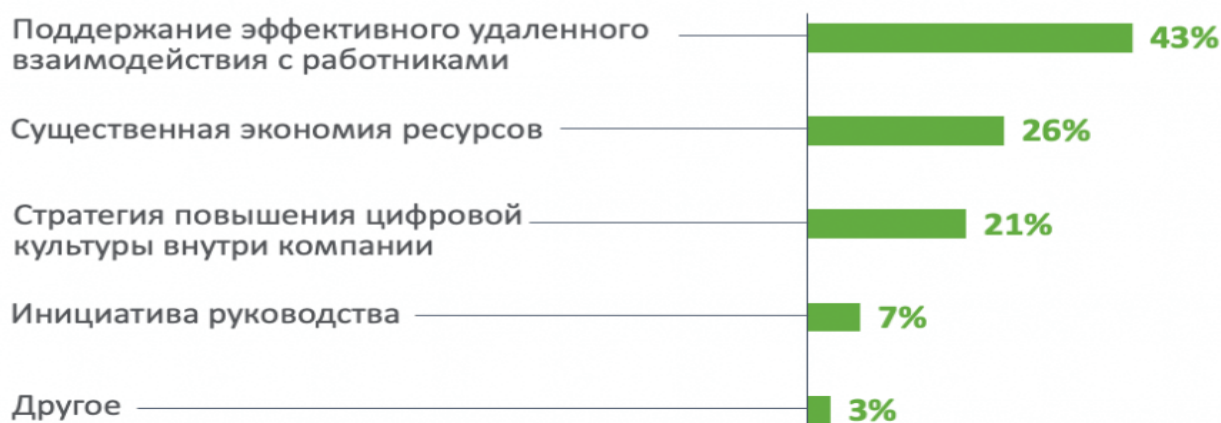 Поддержание эффективного удаленного
взаимодействия с работниками
43%
Существенная экономия ресурсов
26%
Стратегия повышения цифровой
культуры внутри компании
21%
Инициатива руководства
7%
Другое
3%